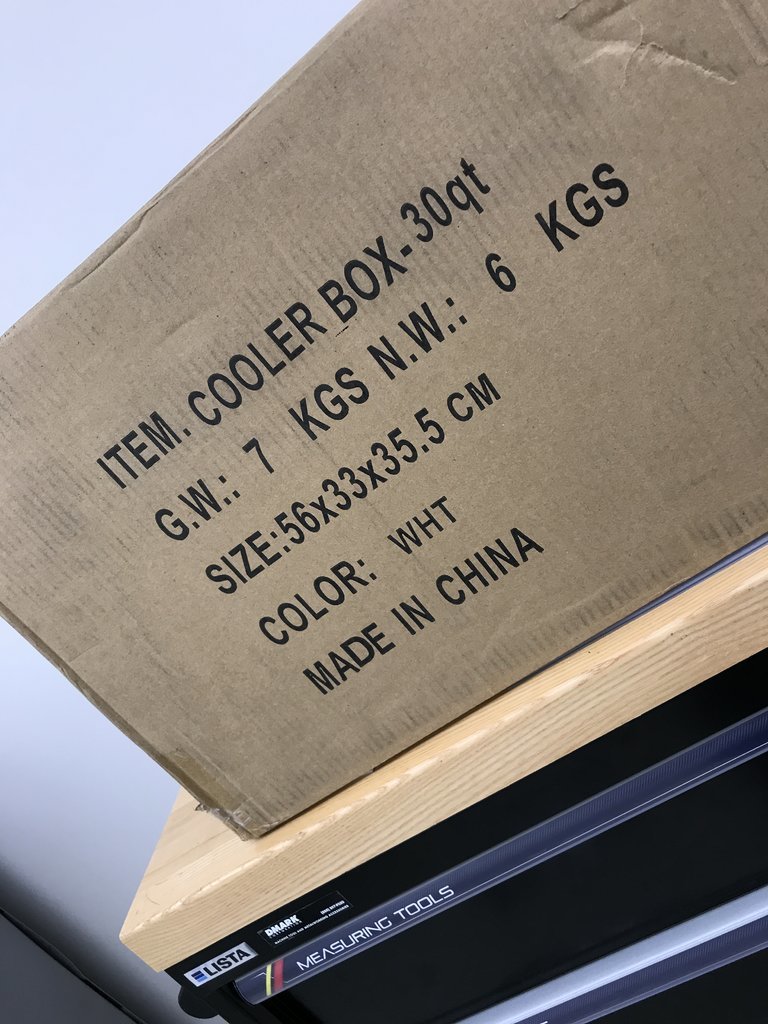 ITEM. COOLER BOX-30qt
G.W.: 7 KGS N.W.: 6 KGS
SIZE:56x33x35.5 CM
COLOR: WHT
MADE IN CHINA
DMARK
LISTA
MEASURING TOOLS